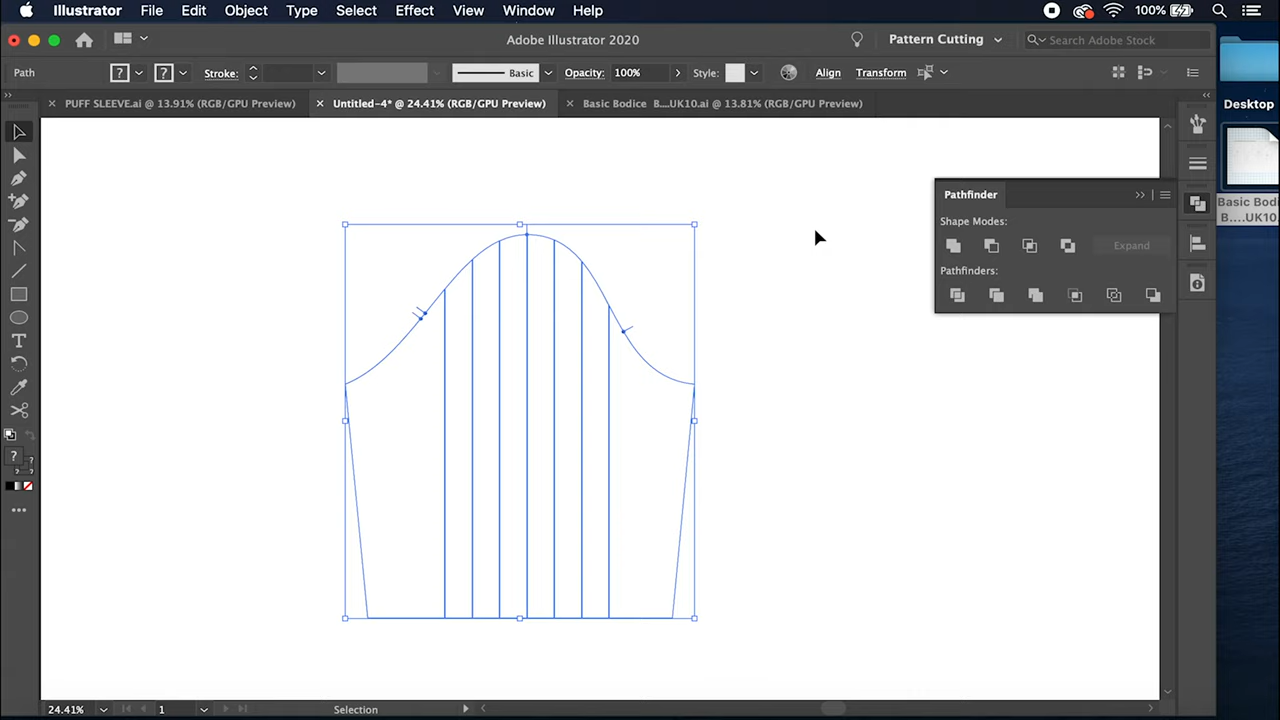 Illustrator File Edit Object Type Select Effect View Window Help 100%
Adobe Illustrator 2020 Pattern Cutting Search Adobe Stock
Path ? ? Stroke: Basic Opacity: 100% Style: Align Transform
PUFF SLEEVE.ai @ 13.91% (RGB/GPU Preview) Untitled-4* @ 24.41% (RGB/GPU Preview) Basic Bodice B....UK10.ai @ 13.81% (RGB/GPU Preview)
Desktop
Pathfinder
Basic Bodi
B....UK10
Shape Modes:
Expand
Pathfinders:
T
?
24.41% 1 Selection